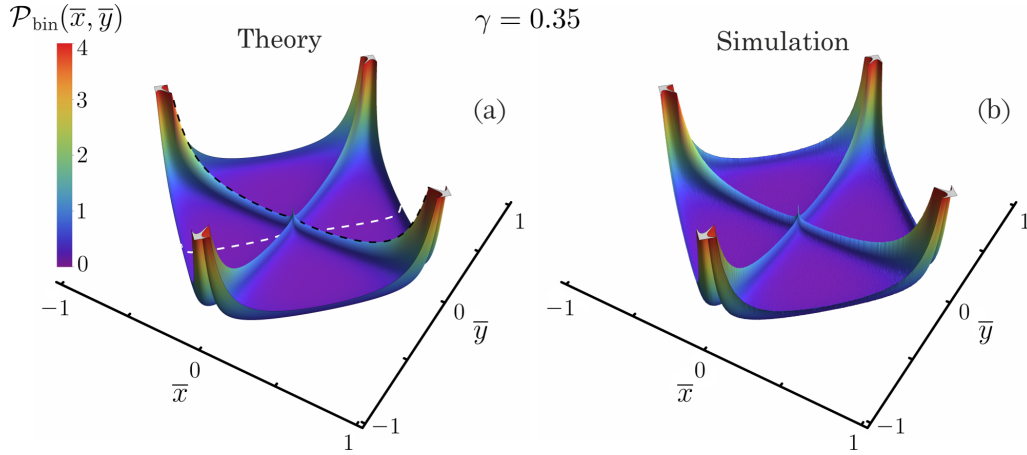 𝒫bin(x̅, y̅)
γ = 0.35
Theory
Simulation
4
3
2
1
0
(a)
(b)
−1
0
x̅
1
−1
0
y̅
1
−1
0
x̅
1
−1
0
y̅
1